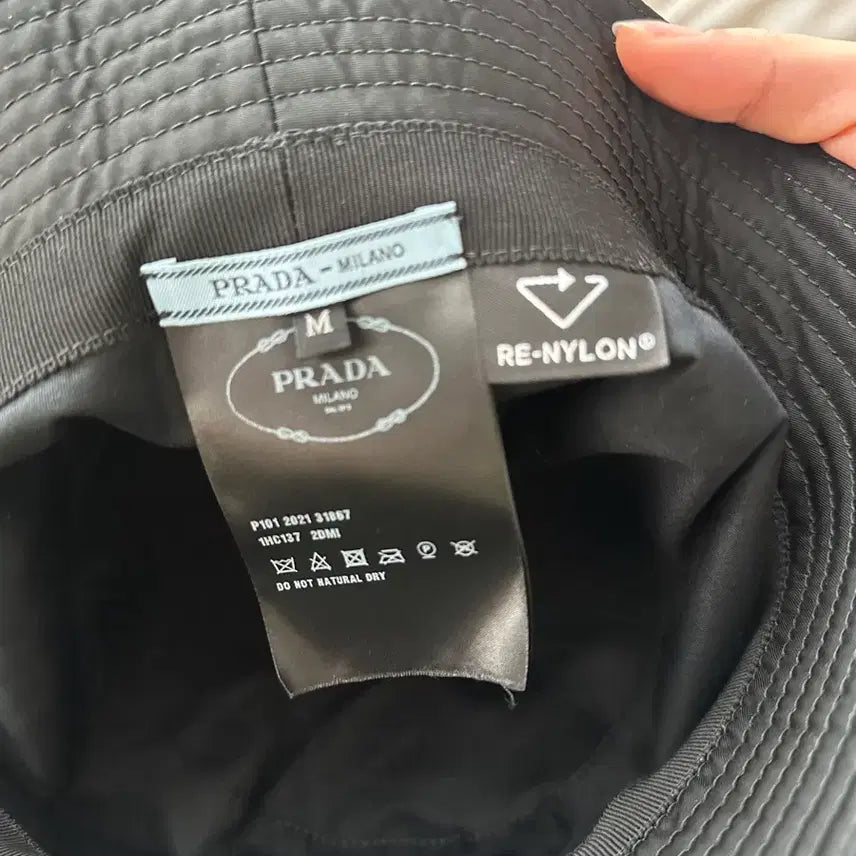 PRADA - MILANO
M
RE-NYLON®
PRADA
MILANO
P101 2021 31867
1HC137 2DMI
DO NOT NATURAL DRY